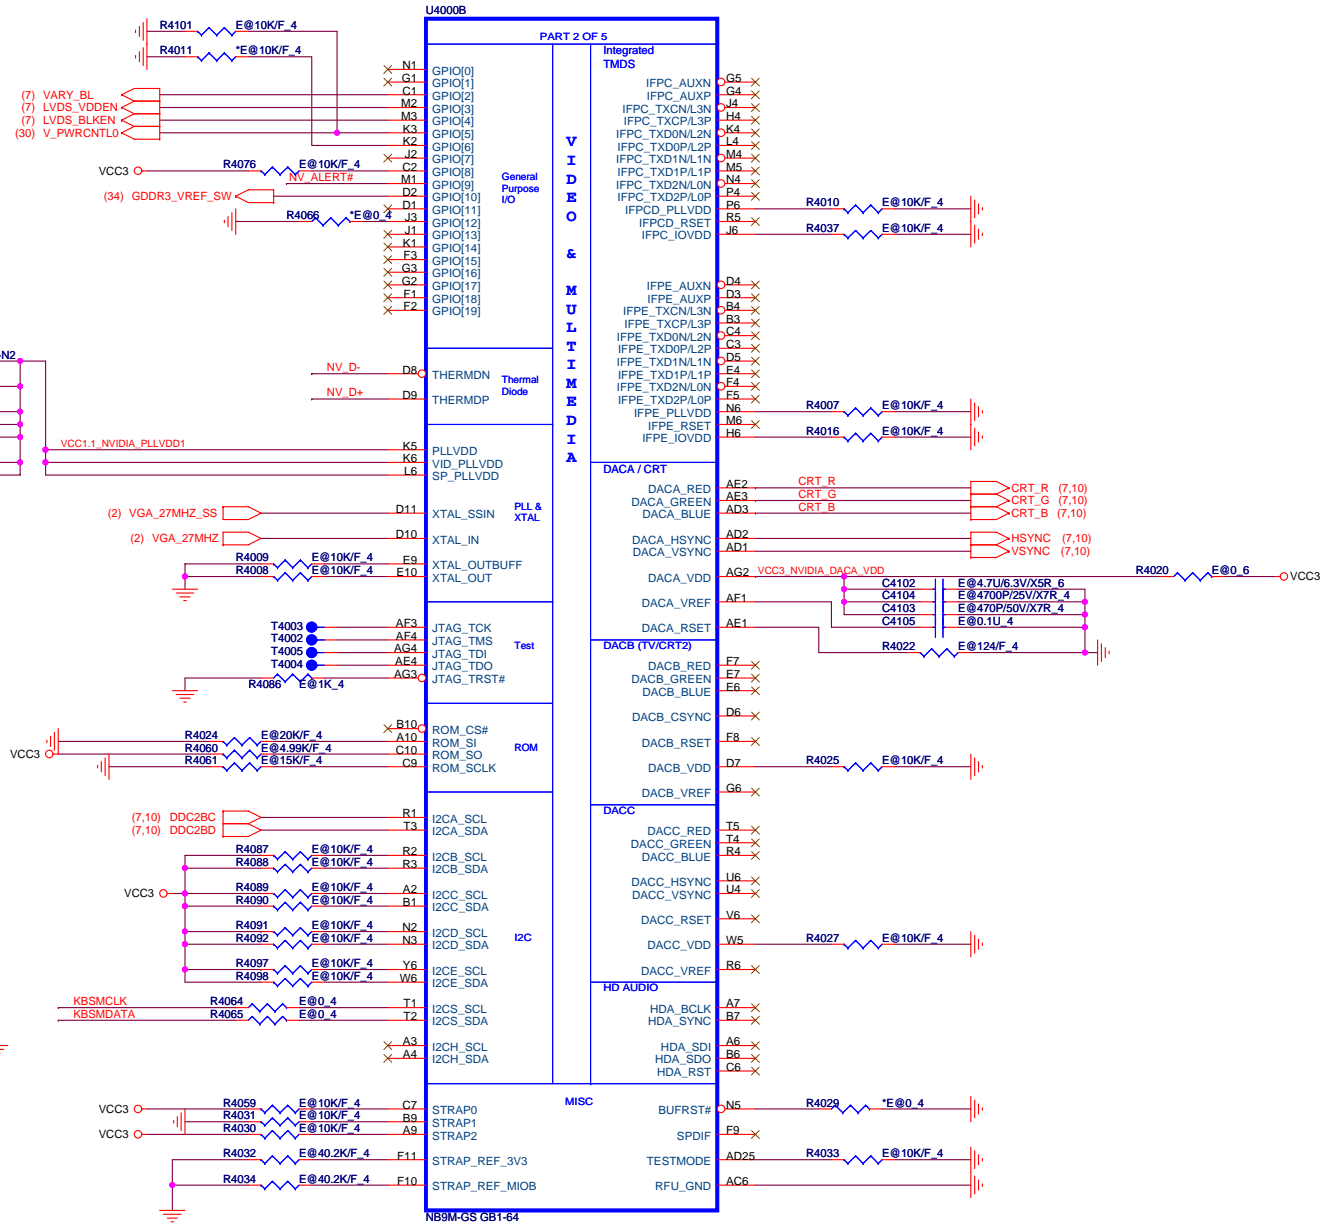 U4000B
PART 2 OF 5
R4101 E@10K/F_4
R4011 *E@10K/F_4
(7) VARY_BL
(7) LVDS_VDDEN
(7) LVDS_BLKEN
(30) V_PWRCNTL0
VCC3 R4076 E@10K/F_4
NV_ALERT#
(34) GDDR3_VREF_SW
R4066 *E@0_4
N1 GPIO[0]
G1 GPIO[1]
C1 GPIO[2]
M2 GPIO[3]
M3 GPIO[4]
K3 GPIO[5]
K2 GPIO[6]
J2 GPIO[7]
C2 GPIO[8]
M1 GPIO[9]
D2 GPIO[10]
D1 GPIO[11]
J3 GPIO[12]
J1 GPIO[13]
K1 GPIO[14]
F3 GPIO[15]
G3 GPIO[16]
G2 GPIO[17]
F1 GPIO[18]
F2 GPIO[19]
General
Purpose
I/O
VIDEO & MULTIMEDIA
N2
NV_D- D8 THERMDN
NV_D+ D9 THERMDP
Thermal
Diode
VCC1.1_NVIDIA_PLLVDD1
K5 PLLVDD
K6 VID_PLLVDD
L6 SP_PLLVDD
PLL &
XTAL
(2) VGA_27MHZ_SS D11 XTAL_SSIN
(2) VGA_27MHZ D10 XTAL_IN
R4009 E@10K/F_4 E9 XTAL_OUTBUFF
R4008 E@10K/F_4 E10 XTAL_OUT
T4003 AF3 JTAG_TCK
T4002 AF4 JTAG_TMS
T4005 AG4 JTAG_TDI
T4004 AE4 JTAG_TDO
R4086 E@1K_4 AG3 JTAG_TRST#
Test
B10 ROM_CS#
R4024 E@20K/F_4 A10 ROM_SI
VCC3 R4060 E@4.99K/F_4 C10 ROM_SO
R4061 E@15K/F_4 C9 ROM_SCLK
ROM
(7,10) DDC2BC R1 I2CA_SCL
(7,10) DDC2BD T3 I2CA_SDA
R4087 E@10K/F_4 R2 I2CB_SCL
R4088 E@10K/F_4 R3 I2CB_SDA
VCC3 R4089 E@10K/F_4 A2 I2CC_SCL
R4090 E@10K/F_4 B1 I2CC_SDA
R4091 E@10K/F_4 N2 I2CD_SCL
R4092 E@10K/F_4 N3 I2CD_SDA
I2C
R4097 E@10K/F_4 Y6 I2CE_SCL
R4098 E@10K/F_4 W6 I2CE_SDA
KBSMCLK R4064 E@0_4 T1 I2CS_SCL
KBSMDATA R4065 E@0_4 T2 I2CS_SDA
A3 I2CH_SCL
A4 I2CH_SDA
VCC3 R4059 E@10K/F_4 C7 STRAP0
R4031 E@10K/F_4 B9 STRAP1
VCC3 R4030 E@10K/F_4 A9 STRAP2
R4032 E@40.2K/F_4 F11 STRAP_REF_3V3
R4034 E@40.2K/F_4 F10 STRAP_REF_MIOB
Integrated
TMDS
IFPC_AUXN G5
IFPC_AUXP G4
IFPC_TXCN/L3N J4
IFPC_TXCP/L3P H4
IFPC_TXD0N/L2N K4
IFPC_TXD0P/L2P L4
IFPC_TXD1N/L1N M4
IFPC_TXD1P/L1P M5
IFPC_TXD2N/L0N N4
IFPC_TXD2P/L0P P4
IFPCD_PLLVDD P6 R4010 E@10K/F_4
IFPCD_RSET R5
IFPC_IOVDD J6 R4037 E@10K/F_4
IFPE_AUXN D4
IFPE_AUXP D3
IFPE_TXCN/L3N B4
IFPE_TXCP/L3P B3
IFPE_TXD0N/L2N C4
IFPE_TXD0P/L2P C3
IFPE_TXD1N/L1N D5
IFPE_TXD1P/L1P E4
IFPE_TXD2N/L0N F4
IFPE_TXD2P/L0P F5
IFPE_PLLVDD N6 R4007 E@10K/F_4
IFPE_RSET M6
IFPE_IOVDD H6 R4016 E@10K/F_4
DACA / CRT
DACA_RED AE2 CRT_R CRT_R (7,10)
DACA_GREEN AE3 CRT_G CRT_G (7,10)
DACA_BLUE AD3 CRT_B CRT_B (7,10)
DACA_HSYNC AD2 HSYNC (7,10)
DACA_VSYNC AD1 VSYNC (7,10)
DACA_VDD AG2 VCC3_NVIDIA_DACA_VDD R4020 E@0_6 VCC3
C4102 E@4.7U/6.3V/X5R_6
C4104 E@4700P/25V/X7R_4
DACA_VREF AF1 C4103 E@470P/50V/X7R_4
C4105 E@0.1U_4
DACA_RSET AE1 R4022 E@124/F_4
DACB (TV/CRT2)
DACB_RED F7
DACB_GREEN E7
DACB_BLUE E6
DACB_CSYNC D6
DACB_RSET F8
DACB_VDD D7 R4025 E@10K/F_4
DACB_VREF G6
DACC
DACC_RED T5
DACC_GREEN T4
DACC_BLUE R4
DACC_HSYNC U6
DACC_VSYNC U4
DACC_RSET V6
DACC_VDD W5 R4027 E@10K/F_4
DACC_VREF R6
HD AUDIO
HDA_BCLK A7
HDA_SYNC B7
HDA_SDI A6
HDA_SDO B6
HDA_RST C6
MISC
BUFRST# N5 R4029 *E@0_4
SPDIF F9
TESTMODE AD25 R4033 E@10K/F_4
RFU_GND AC6
NB9M-GS GB1-64